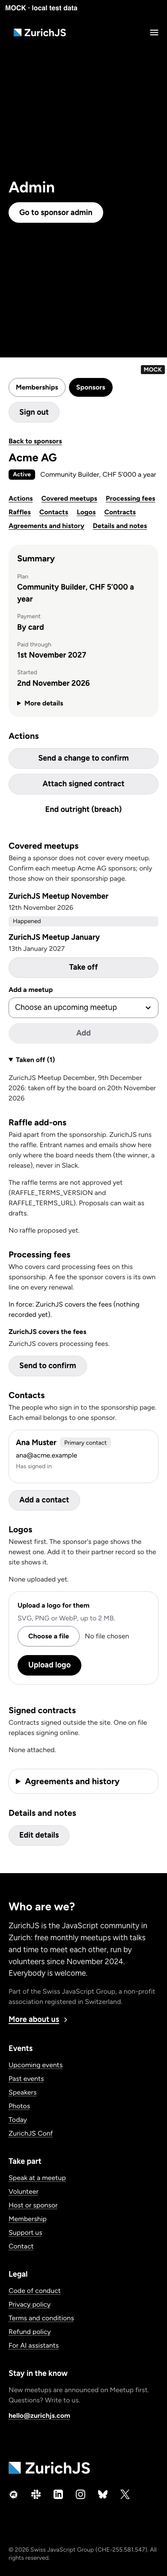 MOCK · local test data
ZurichJS
Admin
Go to sponsor admin
MOCK
Memberships
Sponsors
Sign out
Back to sponsors
Acme AG
Active
Community Builder, CHF 5'000 a year
Actions
Covered meetups
Processing fees
Raffles
Contacts
Logos
Contracts
Agreements and history
Details and notes
Summary
Plan
Community Builder, CHF 5'000 a
year
Payment
By card
Paid through
1st November 2027
Started
2nd November 2026
More details
Actions
Send a change to confirm
Attach signed contract
End outright (breach)
Covered meetups
Being a sponsor does not cover every meetup.
Confirm each meetup Acme AG sponsors; only
those show on their sponsorship page.
ZurichJS Meetup November
12th November 2026
Happened
ZurichJS Meetup January
13th January 2027
Take off
Add a meetup
Choose an upcoming meetup
Add
Taken off (1)
ZurichJS Meetup December, 9th December
2026: taken off by the board on 20th November
2026
Raffle add-ons
Paid apart from the sponsorship. ZurichJS runs
the raffle. Entrant names and emails show here
only while the board needs them (the winner, a
release), never in Slack.
The raffle terms are not approved yet
(RAFFLE_TERMS_VERSION and
RAFFLE_TERMS_URL). Proposals can wait as
drafts.
No raffle proposed yet.
Processing fees
Who covers card processing fees on this
sponsorship. A fee the sponsor covers is its own
line on every renewal.
In force: ZurichJS covers the fees (nothing
recorded yet).
ZurichJS covers the fees
ZurichJS covers processing fees.
Send to confirm
Contacts
The people who sign in to the sponsorship page.
Each email belongs to one sponsor.
Ana Muster
Primary contact
ana@acme.example
Has signed in
Add a contact
Logos
Newest first. The sponsor's page shows the
newest one. Add it to their partner record so the
site shows it.
None uploaded yet.
Upload a logo for them
SVG, PNG or WebP, up to 2 MB.
Choose a file
No file chosen
Upload logo
Signed contracts
Contracts signed outside the site. One on file
replaces signing online.
None attached.
Agreements and history
Details and notes
Edit details
Who are we?
ZurichJS is the JavaScript community in
Zurich: free monthly meetups with talks
and time to meet each other, run by
volunteers since November 2024.
Everybody is welcome.
Part of the Swiss JavaScript Group, a non-profit
association registered in Switzerland.
More about us
Events
Upcoming events
Past events
Speakers
Photos
Today
ZurichJS Conf
Take part
Speak at a meetup
Volunteer
Host or sponsor
Membership
Support us
Contact
Legal
Code of conduct
Privacy policy
Terms and conditions
Refund policy
For AI assistants
Stay in the know
New meetups are announced on Meetup first.
Questions? Write to us.
hello@zurichjs.com
ZurichJS
© 2026 Swiss JavaScript Group (CHE-255.581.547). All
rights reserved.